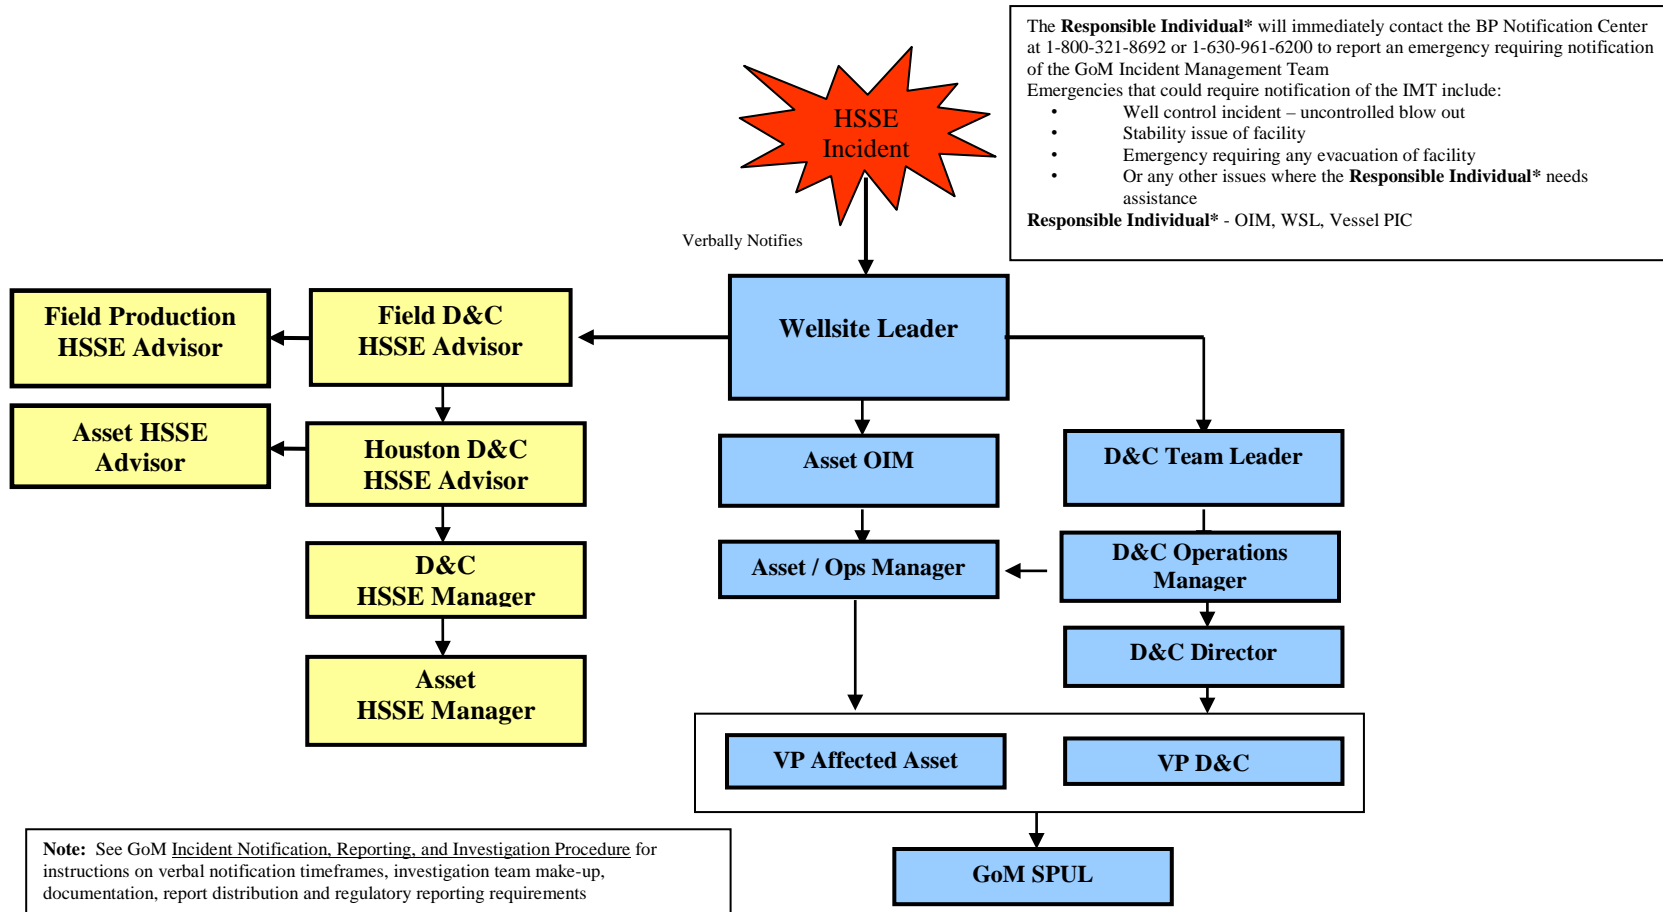 The Responsible Individual* will immediately contact the BP Notification Center
at 1-800-321-8692 or 1-630-961-6200 to report an emergency requiring notification
of the GoM Incident Management Team
Emergencies that could require notification of the IMT include:
• Well control incident – uncontrolled blow out
• Stability issue of facility
• Emergency requiring any evacuation of facility
• Or any other issues where the Responsible Individual* needs
assistance
Responsible Individual* - OIM, WSL, Vessel PIC
HSSE
Incident
Verbally Notifies
Field Production
HSSE Advisor
Field D&C
HSSE Advisor
Wellsite Leader
Asset HSSE
Advisor
Houston D&C
HSSE Advisor
Asset OIM
D&C Team Leader
D&C
HSSE Manager
Asset / Ops Manager
D&C Operations
Manager
Asset
HSSE Manager
D&C Director
VP Affected Asset
VP D&C
GoM SPUL
Note: See GoM Incident Notification, Reporting, and Investigation Procedure for
instructions on verbal notification timeframes, investigation team make-up,
documentation, report distribution and regulatory reporting requirements